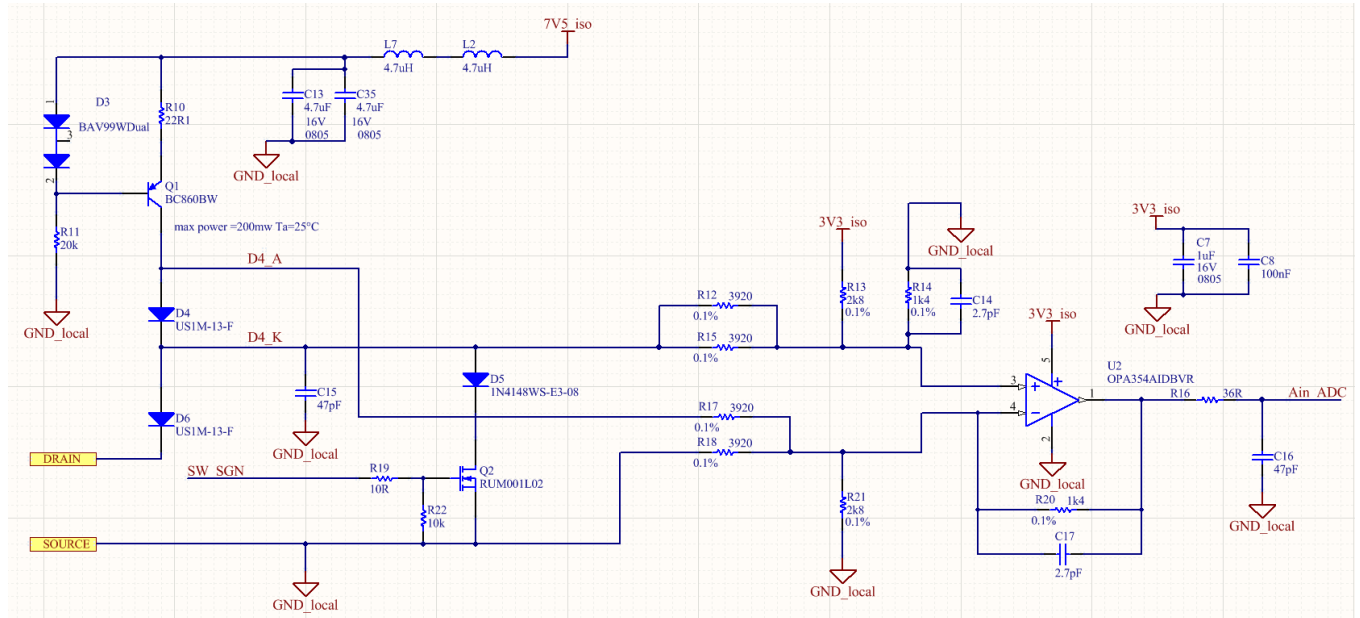 7V5_iso
L7
4.7uH
L2
4.7uH
1
D3
BAV99WDual
3
2
R10
22R1
C13
4.7uF
16V
0805
C35
4.7uF
16V
0805
GND_local
Q1
BC860BW
max power =200mw Ta=25°C
R11
20k
GND_local
D4_A
D4
US1M-13-F
D4_K
D6
US1M-13-F
DRAIN
C15
47pF
GND_local
D5
1N4148WS-E3-08
SW_SGN
R19
10R
Q2
RUM001L02
R22
10k
SOURCE
GND_local
R12 3920
0.1%
R15 3920
0.1%
R17 3920
0.1%
R18 3920
0.1%
3V3_iso
R13
2k8
0.1%
GND_local
R14
1k4
0.1%
C14
2.7pF
3V3_iso
C7
1uF
16V
0805
C8
100nF
GND_local
3V3_iso
5
U2
OPA354AIDBVR
3
+
+
4
-
1
2
GND_local
R16 36R
Ain_ADC
C16
47pF
GND_local
R20 1k4
0.1%
C17
2.7pF
R21
2k8
0.1%
GND_local